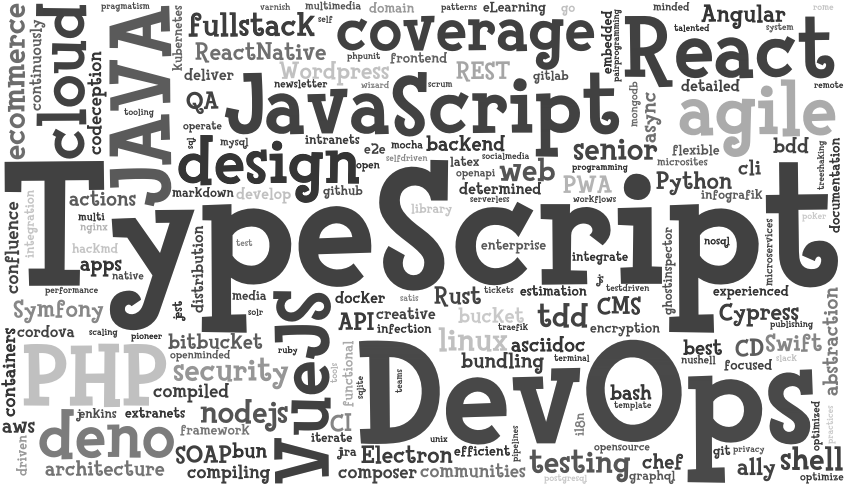 pragmatism
varnish
multimedia
domain
patterns
eLearning
go
minded
Angular
rome
ecommerce
continuously
cloud
codeception
JAVA
kubernetes
fullstack
self
coverage
embedded
pairprogramming
React
talented
system
ReactNative
phpunit
frontend
deliver
Wordpress
REST
gitlab
newsletter
wizard
scrum
detailed
remote
tooling
QA
JavaScript
mongodb
async
agile
operate
sql
mysql
intranets
e2e
mocha
backend
senior
flexible
bdd
treeshaking
documentation
design
open
selfdriven
latex
socialmedia
openapi
web
programming
microsites
cli
markdown
develop
github
determined
PWA
Python
infografik
serverless
workflows
TypeScript
actions
library
poker
confluence
integration
multi
nginx
hackmd
apps
native
distribution
test
enterprise
integrate
nosql
microservices
ghostinspector
performance
jest
media
docker
satis
Rust
tickets
estimation
js
testdriven
experienced
Symfony
solr
VueJS
API
creative
infection
bucket
traefik
tdd
CMS
encryption
Cypress
publishing
abstraction
cordova
scaling
pioneer
bitbucket
linux
asciidoc
best
CD
Swift
slack
containers
PHP
openminded
ruby
security
tools
functional
bundling
terminal
nushell
focused
compiled
sqlite
teams
DevOps
bash
template
aws
jenkins
extranets
nodejs
CI
deno
framework
iterate
unix
pipelines
i18n
opensource
optimized
practices
driven
architecture
SOAP
bun
compiling
jira
Electron
efficient
composer
communities
testing
postgresql
chef
graphql
git
privacy
ally
shell
optimize